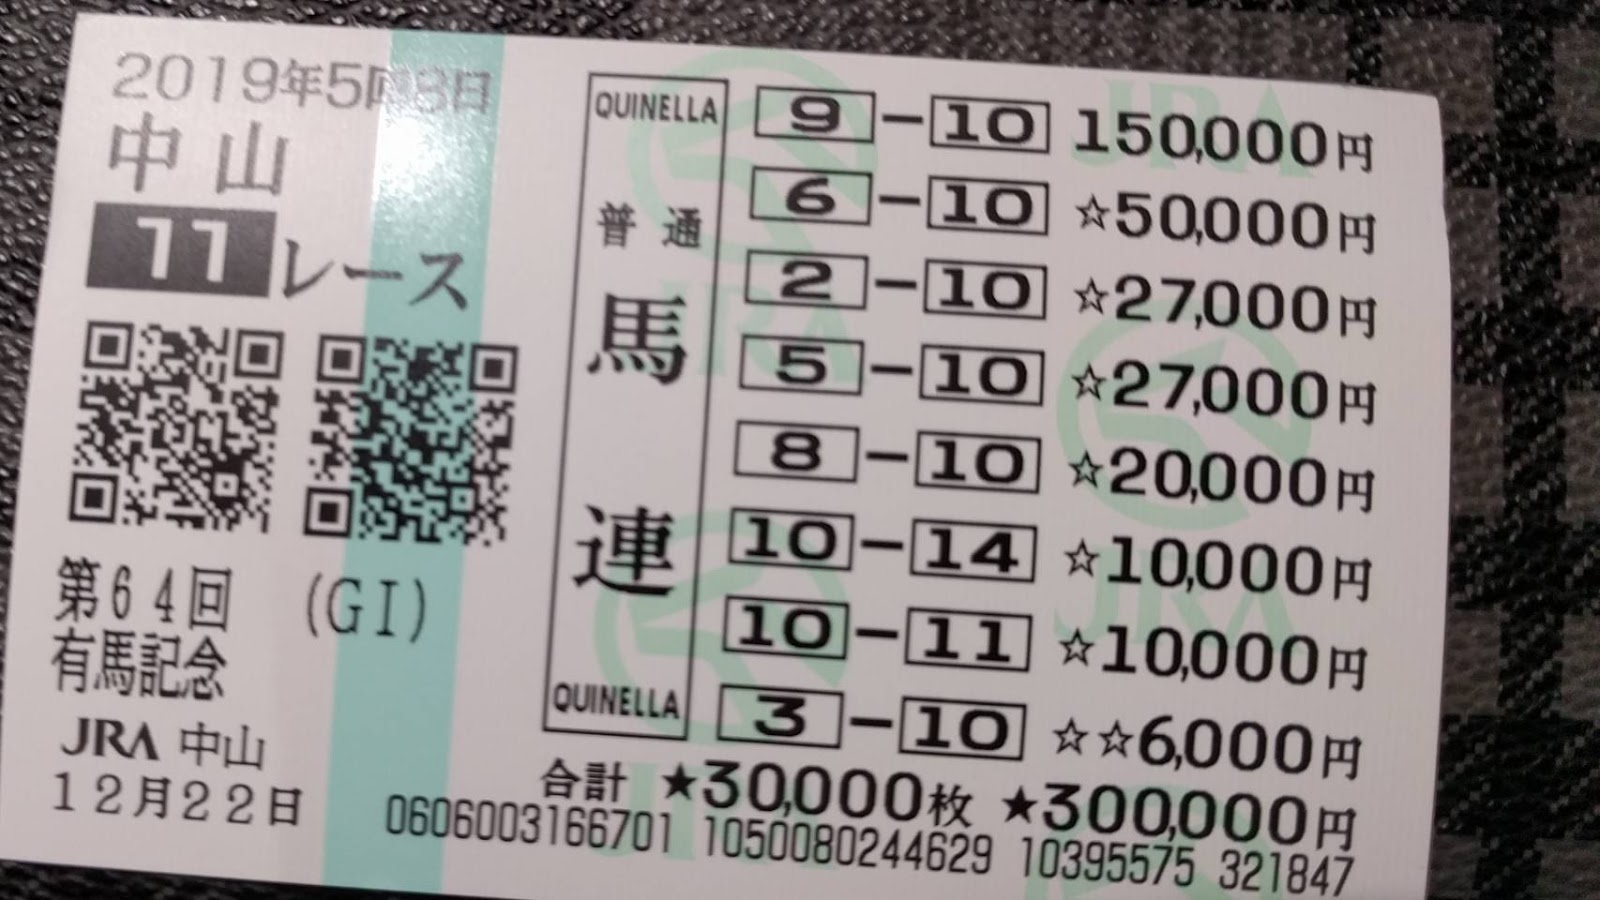 2019年5回8日
中山
11レース
第64回 (GI)
有馬記念
JRA 中山
12月22日
QUINELLA
普通
馬連
QUINELLA
9-10 150,000円
6-10 ☆50,000円
2-10 ☆27,000円
5-10 ☆27,000円
8-10 ☆20,000円
10-14 ☆10,000円
10-11 ☆10,000円
3-10 ☆☆6,000円
合計 ★30,000枚 ★300,000円
0606003166701 1050080244629 10395575 321847